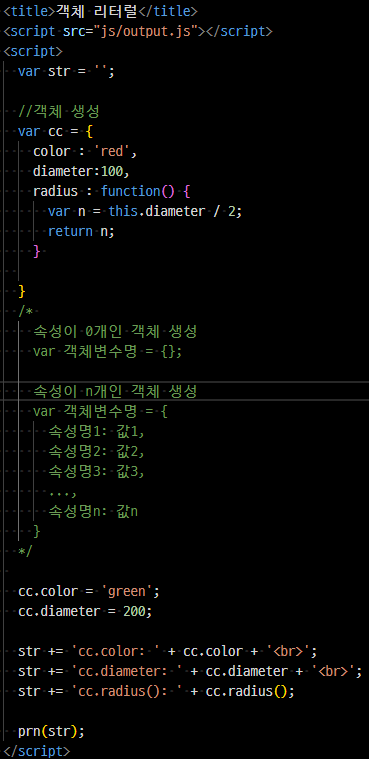 <title>객체 리터럴</title>
<script src="js/output.js"></script>
<script>
  var str = '';

  //객체 생성
  var cc = {
    color : 'red',
    diameter:100,
    radius : function() {
      var n = this.diameter / 2;
      return n;
    }

  }
  /*
    속성이 0개인 객체 생성
    var 객체변수명 = {};

    속성이 n개인 객체 생성
    var 객체변수명 = {
      속성명1: 값1,
      속성명2: 값2,
      속성명3: 값3,
      ...,
      속성명n: 값n
    }
  */

  cc.color = 'green';
  cc.diameter = 200;

  str += 'cc.color: ' + cc.color + '<br>';
  str += 'cc.diameter: ' + cc.diameter + '<br>';
  str += 'cc.radius(): ' + cc.radius();

  prn(str);
</script>